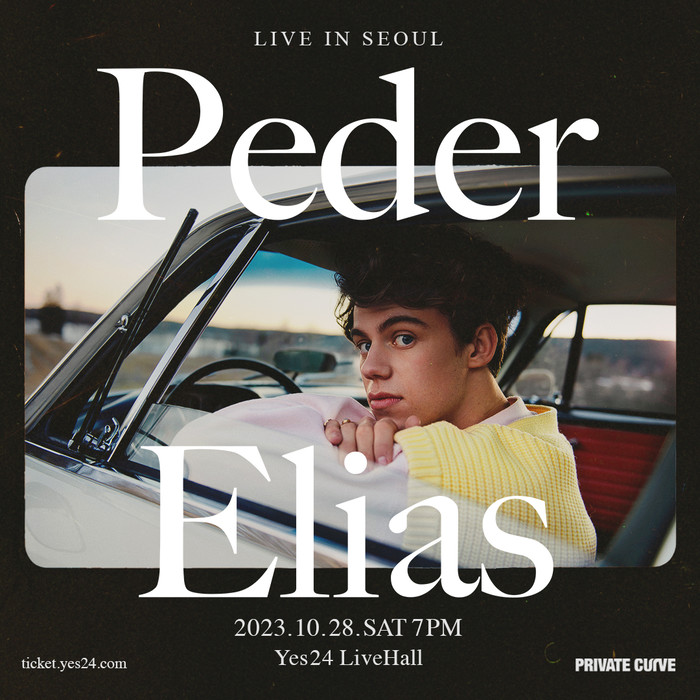 LIVE IN SEOUL
Peder
Elias
2023.10.28.SAT 7PM
Yes24 LiveHall
ticket.yes24.com
PRIVATE CURVE